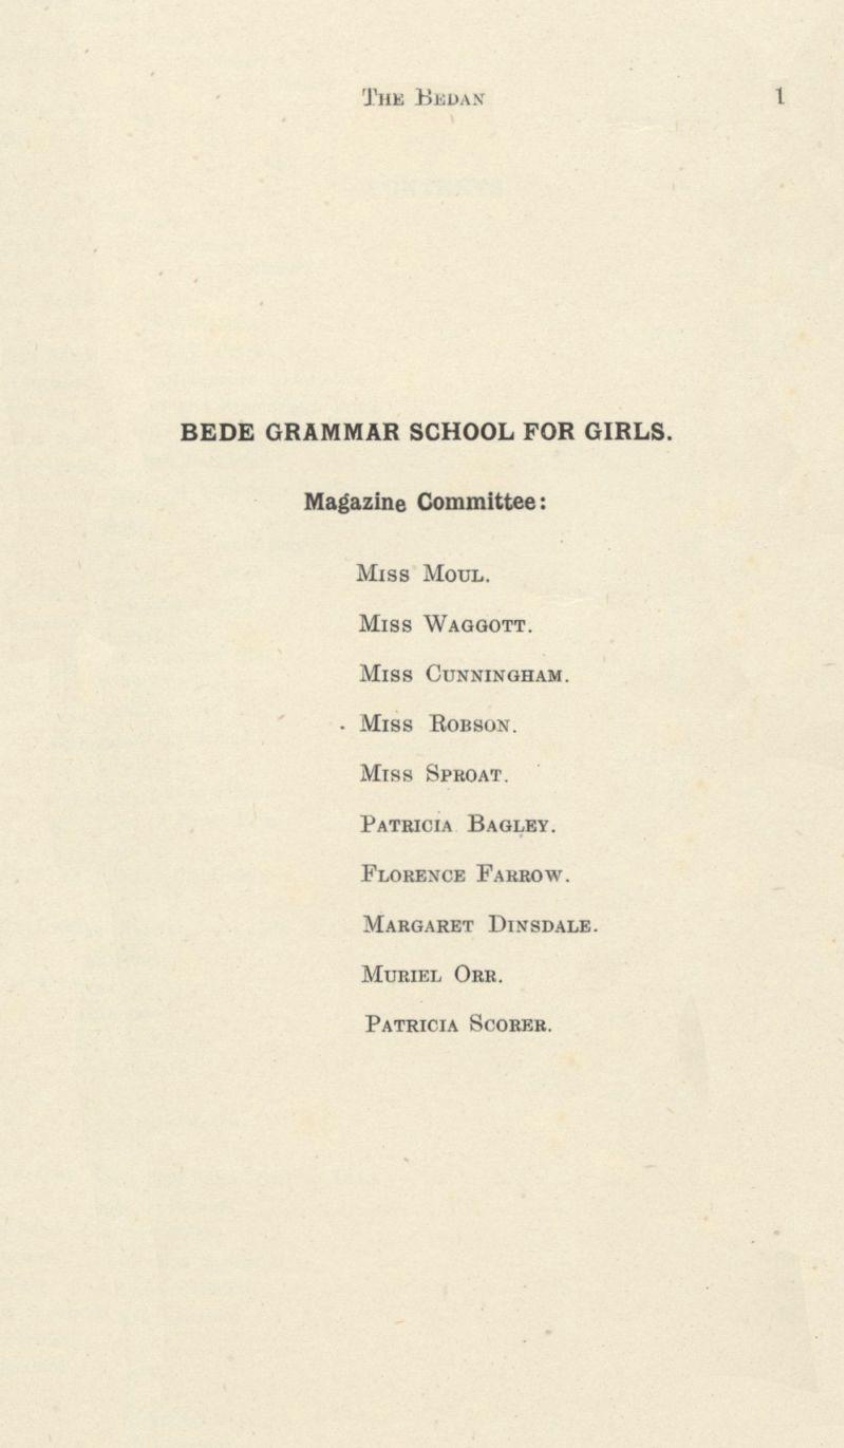 The Bedan 1
BEDE GRAMMAR SCHOOL FOR GIRLS.
Magazine Committee:
Miss Moul.
Miss Waggott.
Miss Cunningham.
Miss Robson.
Miss Sproat.
Patricia Bagley.
Florence Farrow.
Margaret Dinsdale.
Muriel Orr.
Patricia Scorer.